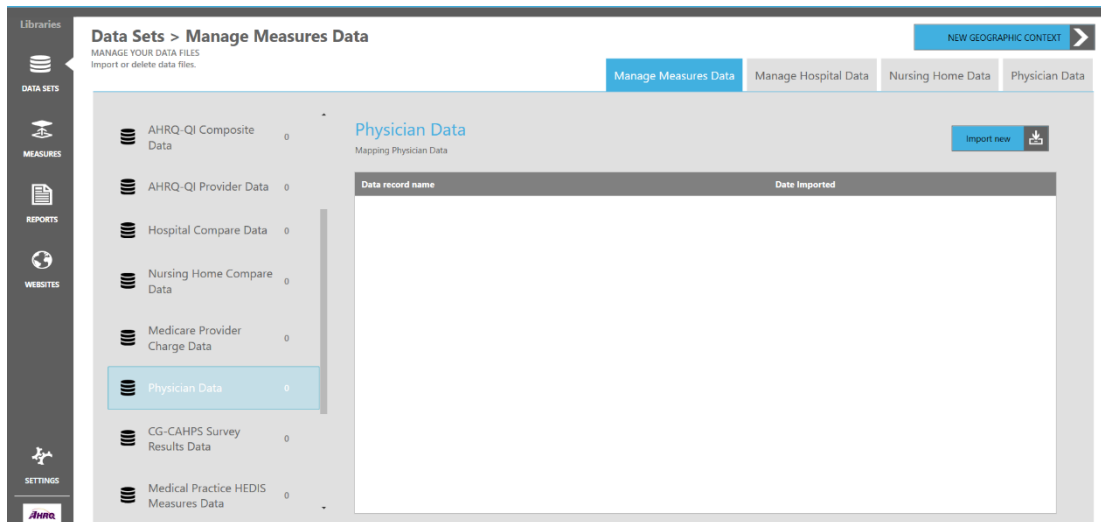 Libraries
DATA SETS
MEASURES
REPORTS
WEBSITES
SETTINGS
AHRQ
Data Sets > Manage Measures Data
MANAGE YOUR DATA FILES
Import or delete data files.
NEW GEOGRAPHIC CONTEXT
Manage Measures Data
Manage Hospital Data
Nursing Home Data
Physician Data
AHRQ-QI Composite
Data
0
AHRQ-QI Provider Data
0
Hospital Compare Data
0
Nursing Home Compare
Data
0
Medicare Provider
Charge Data
0
Physician Data
0
CG-CAHPS Survey
Results Data
0
Medical Practice HEDIS
Measures Data
0
Physician Data
Mapping Physician Data
Import new
Data record name
Date Imported